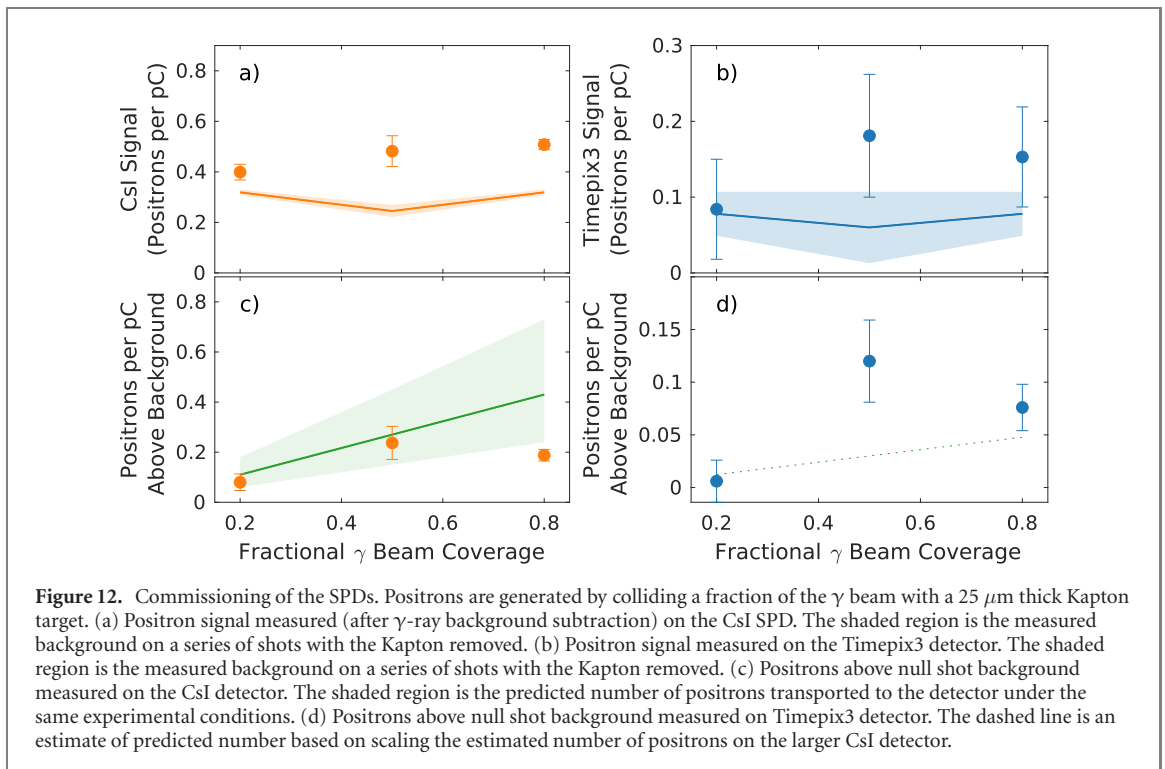 a)
CsI Signal
(Positrons per pC)
0.8
0.6
0.4
0.2
0
b)
Timepix3 Signal
(Positrons per pC)
0.3
0.2
0.1
0
c)
Positrons per pC
Above Background
0.8
0.6
0.4
0.2
0
0.2 0.4 0.6 0.8
Fractional γ Beam Coverage
d)
Positrons per pC
Above Background
0.15
0.1
0.05
0
0.2 0.4 0.6 0.8
Fractional γ Beam Coverage
Figure 12. Commissioning of the SPDs. Positrons are generated by colliding a fraction of the γ beam with a 25 μm thick Kapton
target. (a) Positron signal measured (after γ-ray background subtraction) on the CsI SPD. The shaded region is the measured
background on a series of shots with the Kapton removed. (b) Positron signal measured on the Timepix3 detector. The shaded
region is the measured background on a series of shots with the Kapton removed. (c) Positrons above null shot background
measured on the CsI detector. The shaded region is the predicted number of positrons transported to the detector under the
same experimental conditions. (d) Positrons above null shot background measured on Timepix3 detector. The dashed line is an
estimate of predicted number based on scaling the estimated number of positrons on the larger CsI detector.